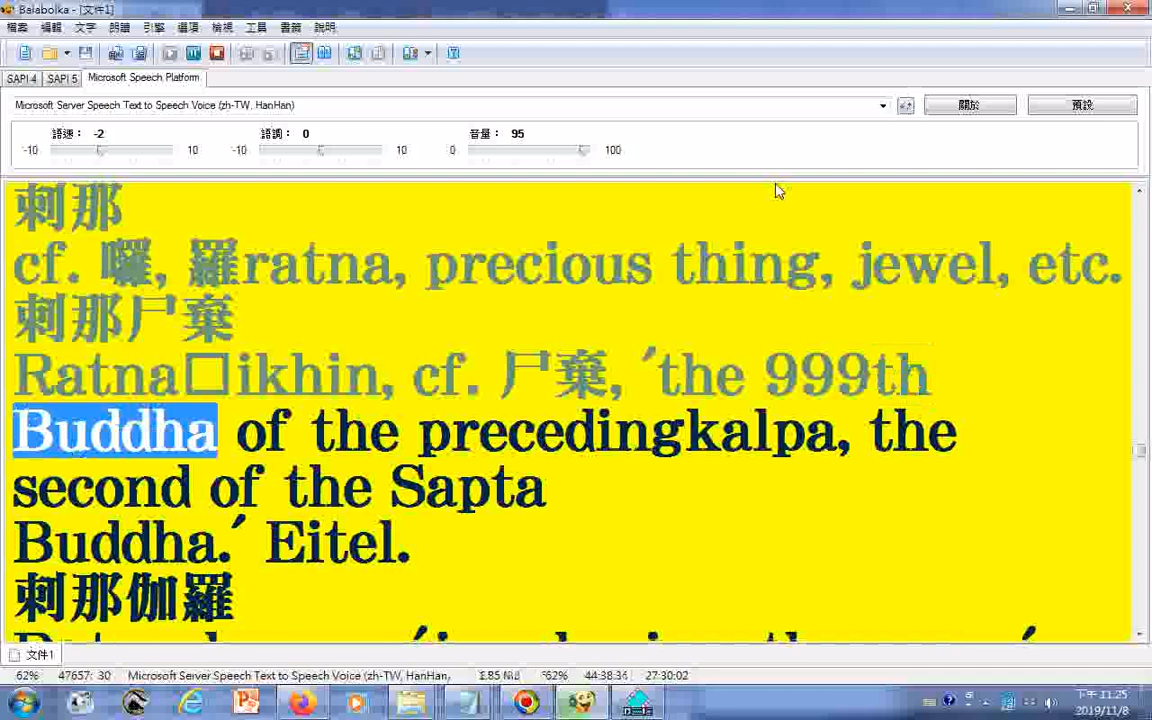 Balabolka - [文件1]
檔案 編輯 文字 朗讀 引擎 選項 檢視 工具 書籤 說明
SAPI 4 SAPI 5 Microsoft Speech Platform
Microsoft Server Speech Text to Speech Voice (zh-TW, HanHan) 關於 預設
語速： -2 語調： 0 音量： 95
-10 10 -10 10 0 100
剌那
cf. 囉, 羅ratna, precious thing, jewel, etc.
剌那尸棄
Ratna□ikhin, cf. 尸棄, ′the 999th
Buddha of the precedingkalpa, the
second of the Sapta
Buddha.′ Eitel.
剌那伽羅
文件1
62% 47657: 30 Microsoft Server Speech Text to Speech Voice (zh-TW, HanHan, 62% 44:38:34 27:30:02
下午 11:25
2019/11/8